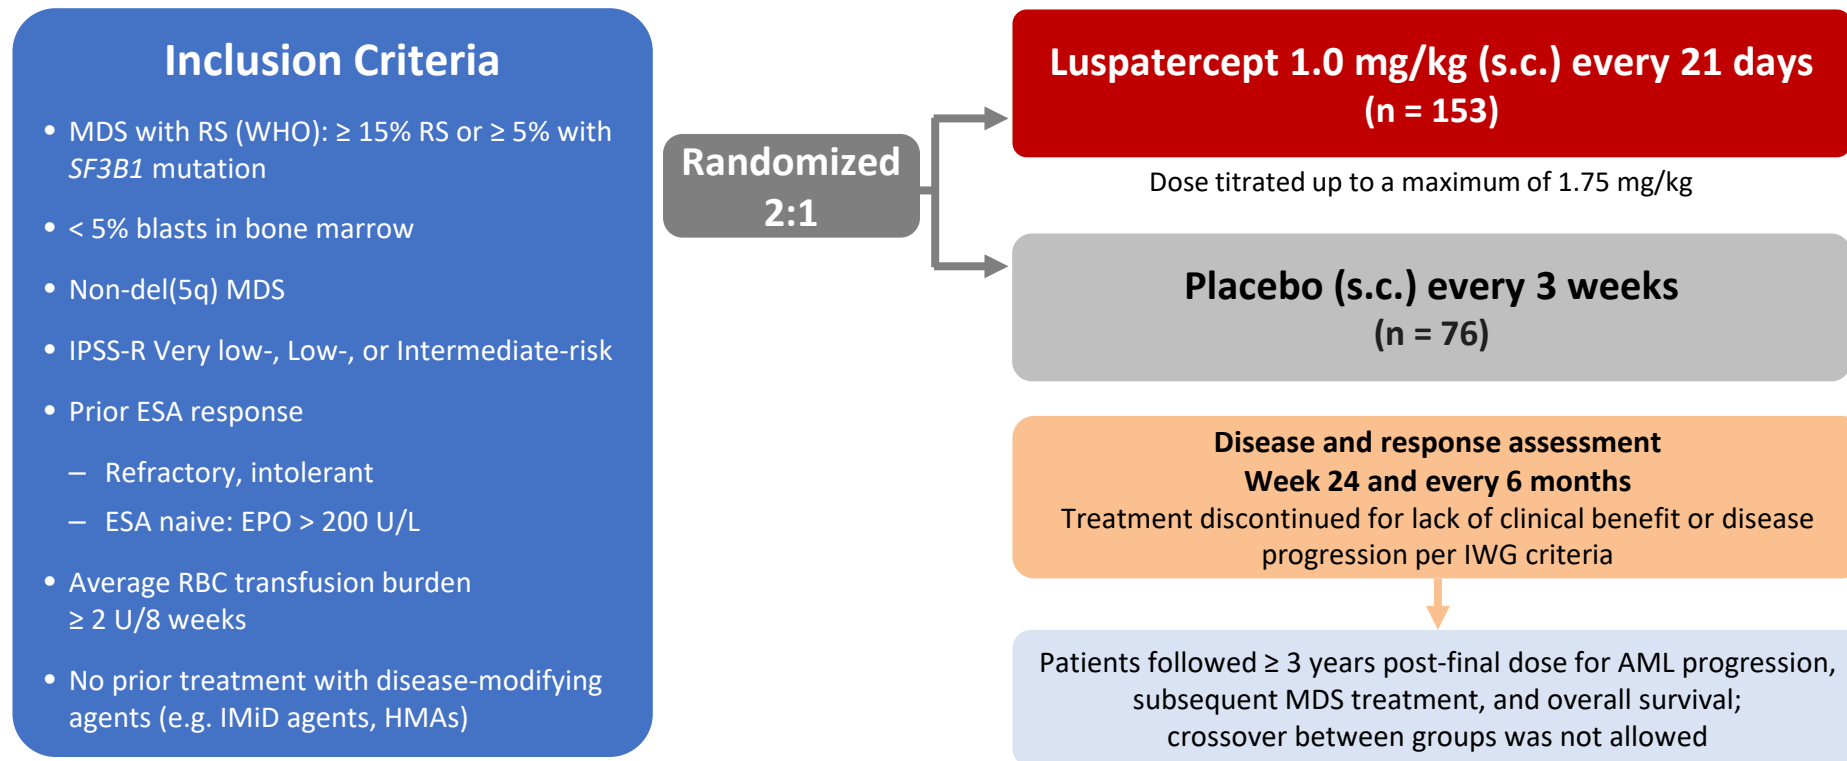 Inclusion Criteria
• MDS with RS (WHO): ≥ 15% RS or ≥ 5% with
SF3B1 mutation
• < 5% blasts in bone marrow
• Non-del(5q) MDS
• IPSS-R Very low-, Low-, or Intermediate-risk
• Prior ESA response
– Refractory, intolerant
– ESA naive: EPO > 200 U/L
• Average RBC transfusion burden
≥ 2 U/8 weeks
• No prior treatment with disease-modifying
agents (e.g. IMiD agents, HMAs)
Randomized
2:1
Luspatercept 1.0 mg/kg (s.c.) every 21 days
(n = 153)
Dose titrated up to a maximum of 1.75 mg/kg
Placebo (s.c.) every 3 weeks
(n = 76)
Disease and response assessment
Week 24 and every 6 months
Treatment discontinued for lack of clinical benefit or disease
progression per IWG criteria
Patients followed ≥ 3 years post-final dose for AML progression,
subsequent MDS treatment, and overall survival;
crossover between groups was not allowed